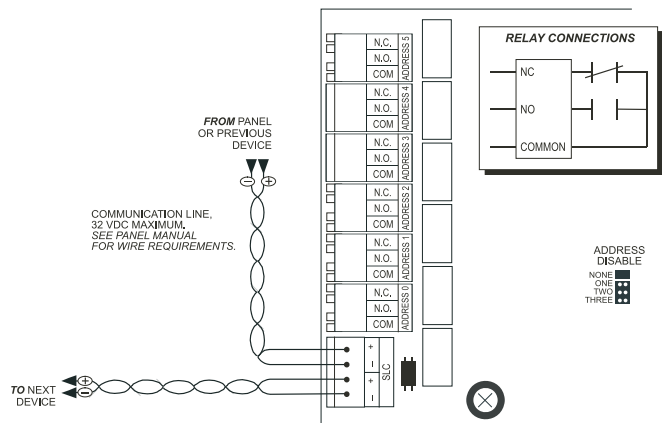 RELAY CONNECTIONS
NC
NO
COMMON
N.C.
N.O.
COM
ADDRESS 5
N.C.
N.O.
COM
ADDRESS 4
N.C.
N.O.
COM
ADDRESS 3
N.C.
N.O.
COM
ADDRESS 2
N.C.
N.O.
COM
ADDRESS 1
N.C.
N.O.
COM
ADDRESS 0
FROM PANEL
OR PREVIOUS
DEVICE
− +
COMMUNICATION LINE,
32 VDC MAXIMUM.
SEE PANEL MANUAL
FOR WIRE REQUIREMENTS.
ADDRESS
DISABLE
NONE
ONE
TWO
THREE
+
−
+
−
SLC
TO NEXT
DEVICE
+
−